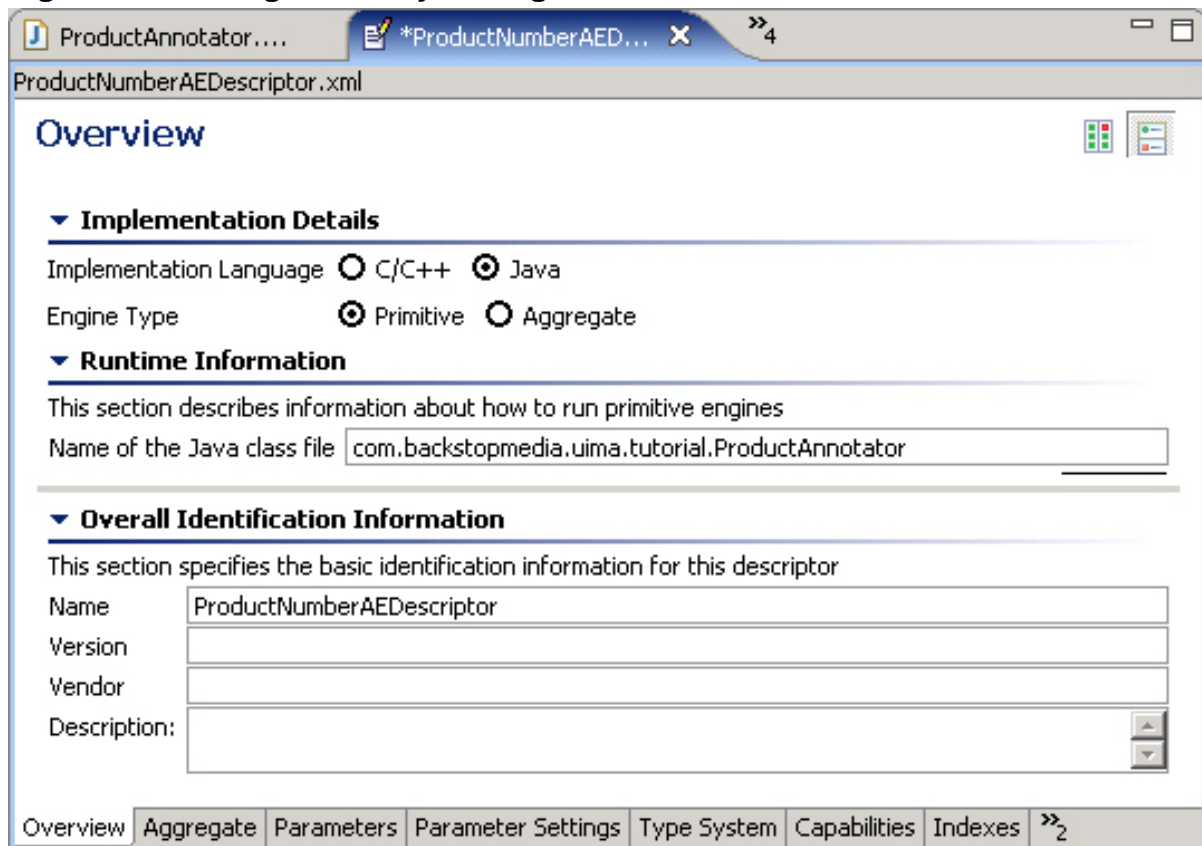 ProductAnnotator.... *ProductNumberAED... »4
ProductNumberAEDescriptor.xml
Overview
Implementation Details
Implementation Language C/C++ Java
Engine Type Primitive Aggregate
Runtime Information
This section describes information about how to run primitive engines
Name of the Java class file com.backstopmedia.uima.tutorial.ProductAnnotator
Overall Identification Information
This section specifies the basic identification information for this descriptor
Name ProductNumberAEDescriptor
Version
Vendor
Description:
Overview Aggregate Parameters Parameter Settings Type System Capabilities Indexes »2